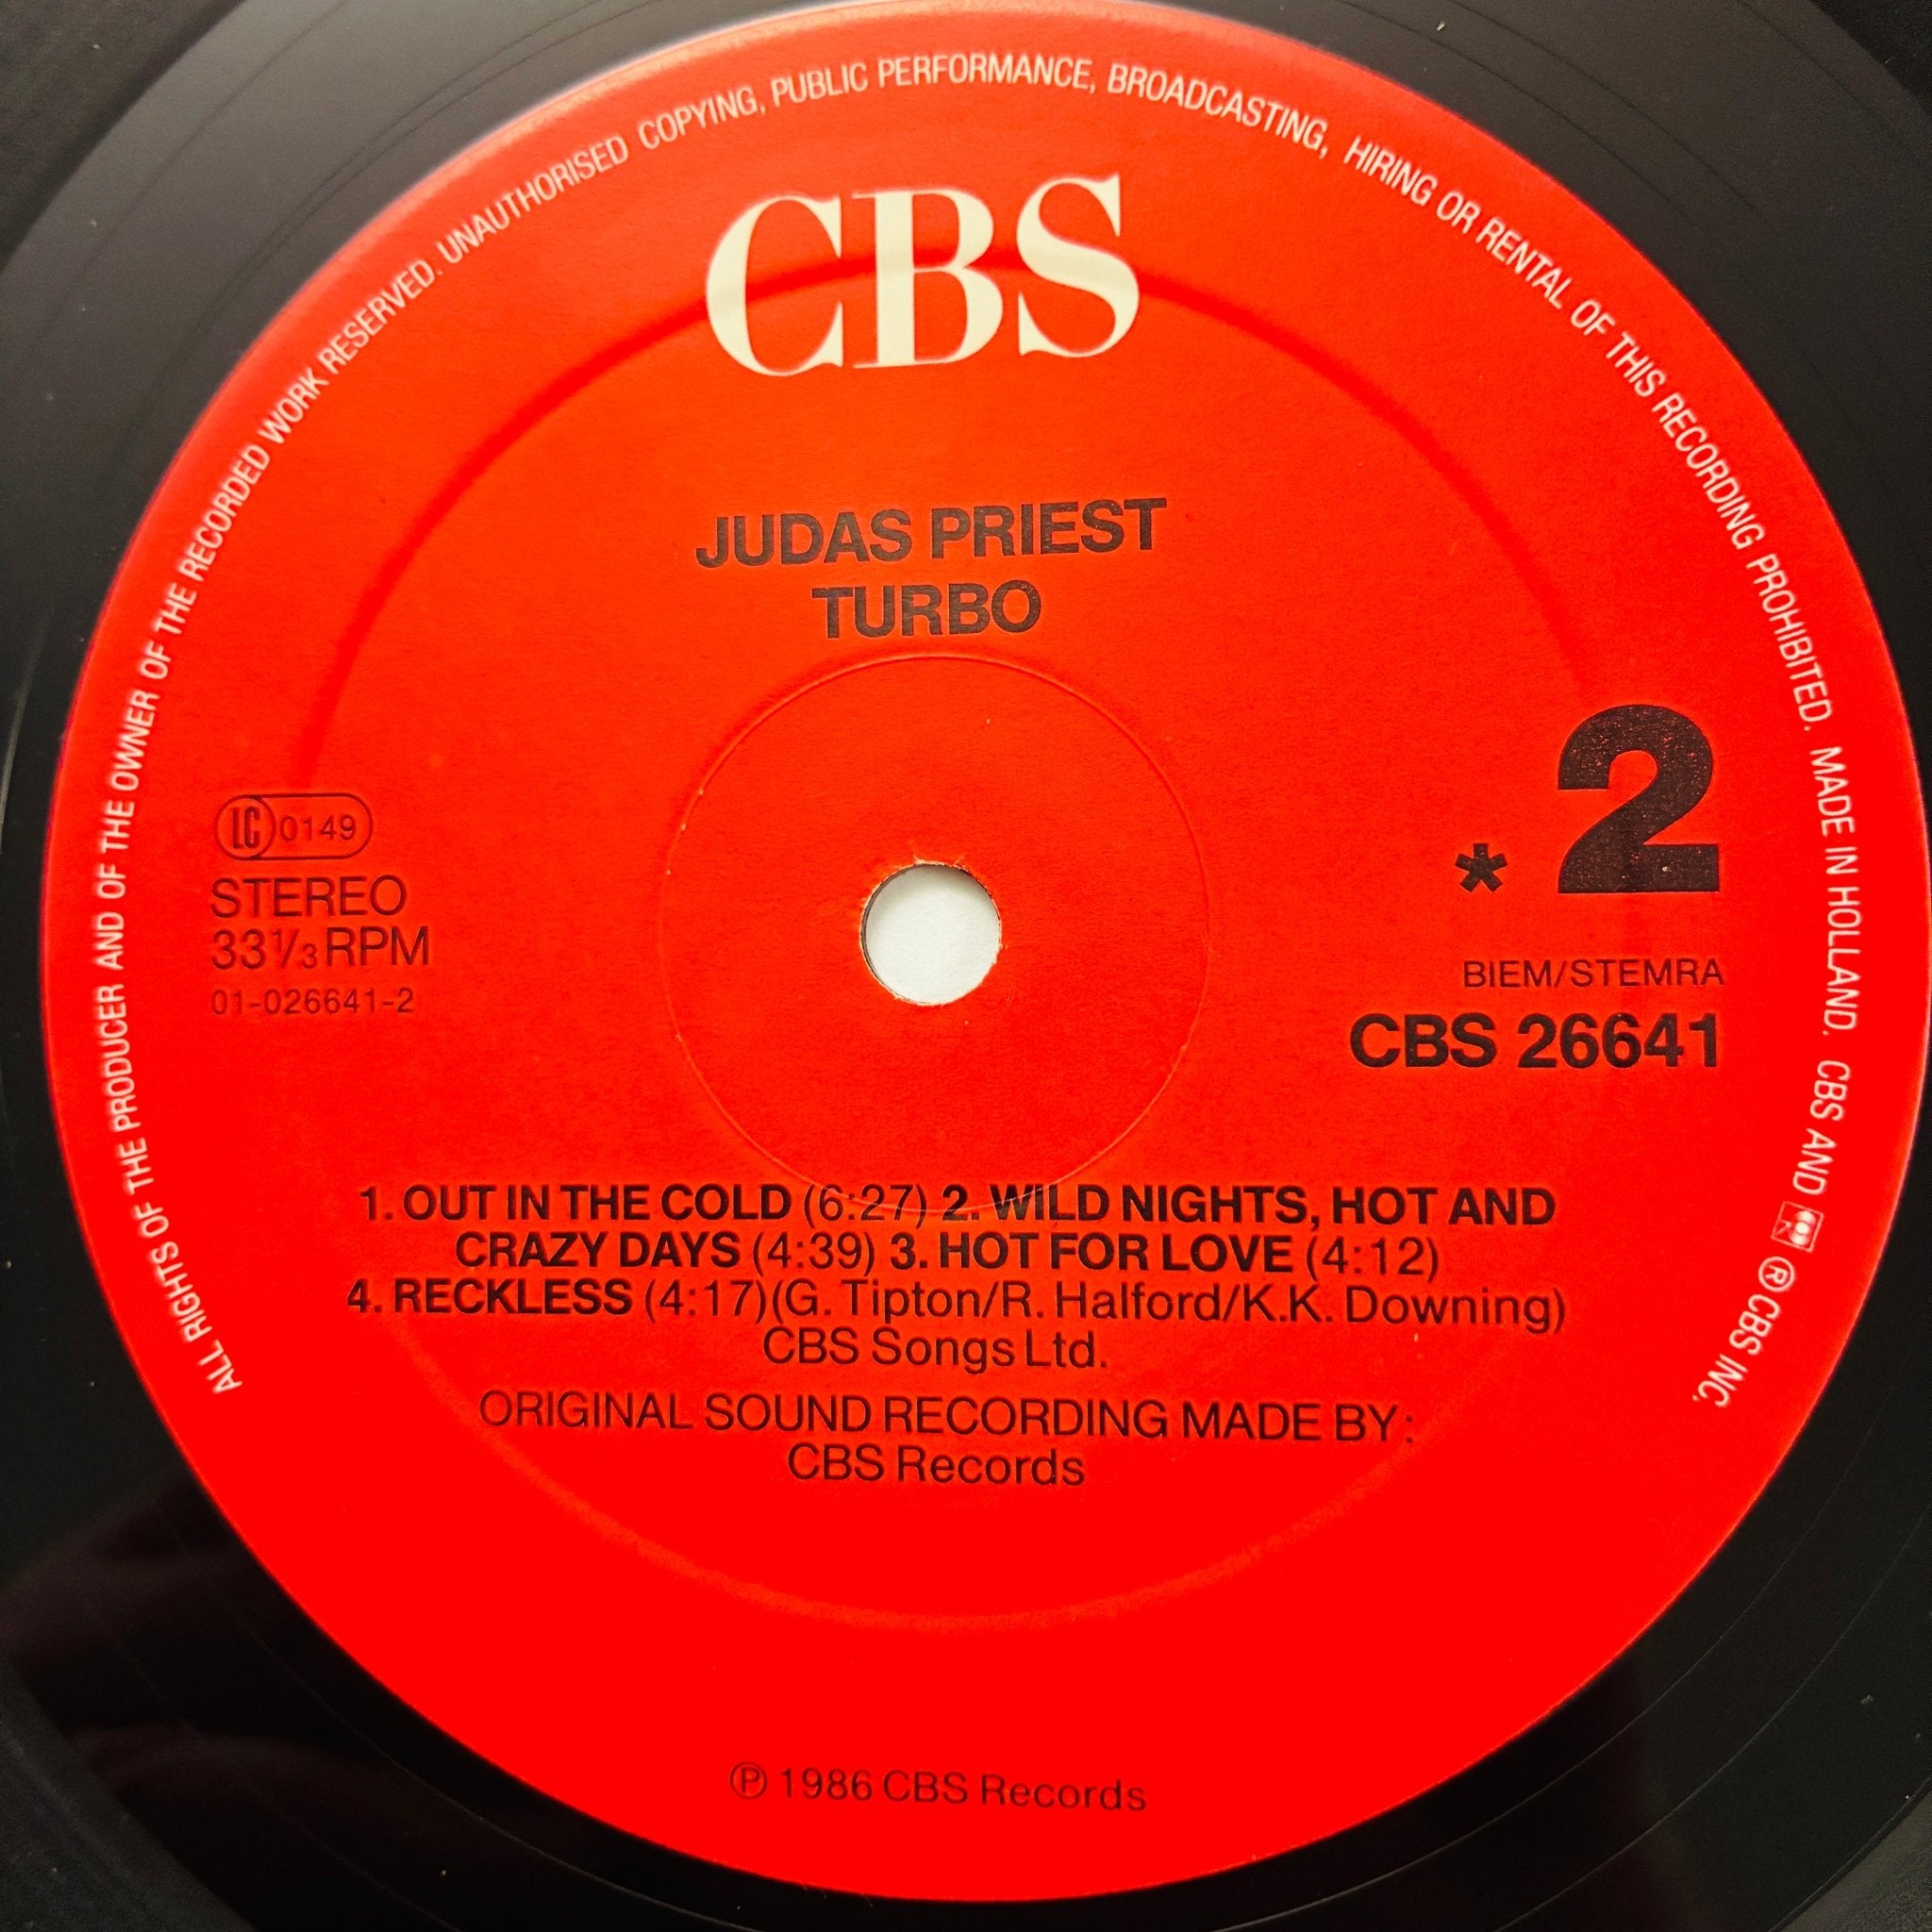 ALL RIGHTS OF THE PRODUCER AND OF THE OWNER OF THE RECORDED WORK RESERVED. UNAUTHORISED COPYING, PUBLIC PERFORMANCE, BROADCASTING, HIRING OR RENTAL OF THIS RECORDING PROHIBITED. MADE IN HOLLAND. CBS AND ® CBS INC.
CBS
JUDAS PRIEST
TURBO
LC 0149
STEREO
33⅓ RPM
01-026641-2
* 2
BIEM/STEMRA
CBS 26641
1. OUT IN THE COLD (6:27) 2. WILD NIGHTS, HOT AND
CRAZY DAYS (4:39) 3. HOT FOR LOVE (4:12)
4. RECKLESS (4:17)(G. Tipton/R. Halford/K.K. Downing)
CBS Songs Ltd.
ORIGINAL SOUND RECORDING MADE BY:
CBS Records
℗ 1986 CBS Records